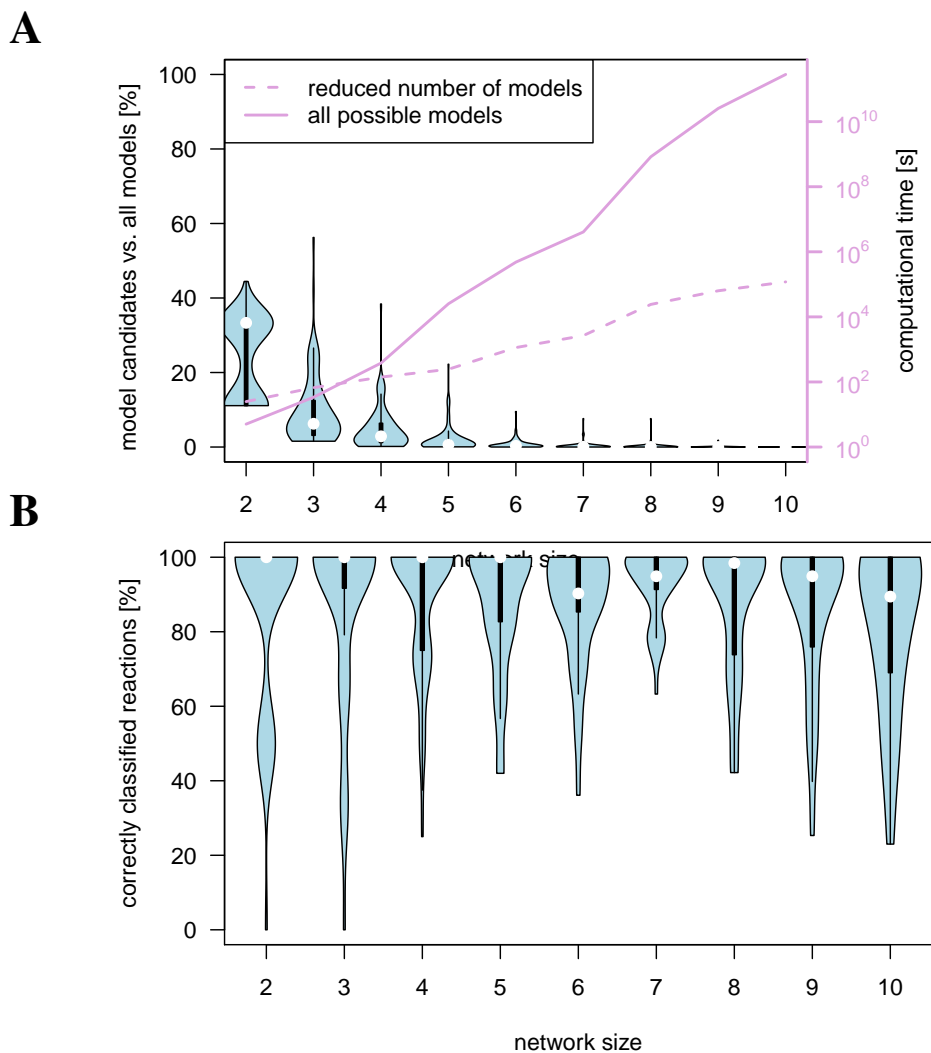 A
model candidates vs. all models [%]
100
80
60
40
20
0
reduced number of models
all possible models
10^10
10^8
10^6
10^4
10^2
10^0
computational time [s]
2 3 4 5 6 7 8 9 10
network size
B
correctly classified reactions [%]
100
80
60
40
20
0
2 3 4 5 6 7 8 9 10
network size